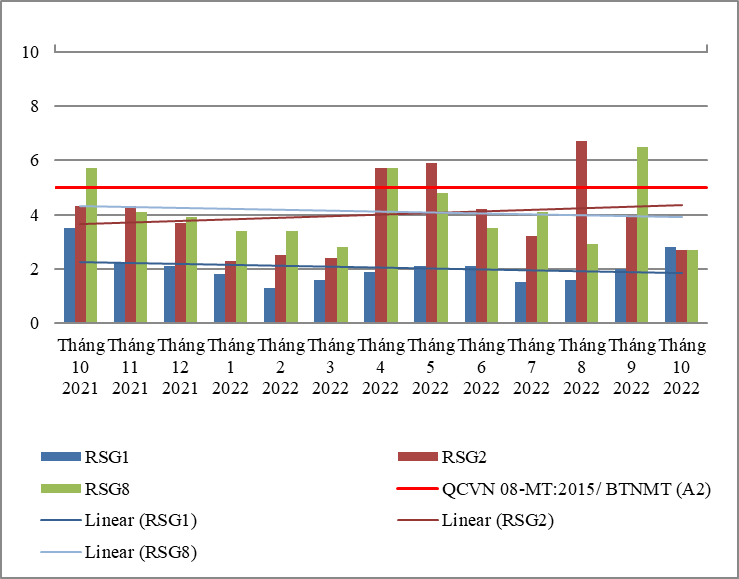 10
8
6
4
2
0
Tháng Tháng Tháng Tháng Tháng Tháng Tháng Tháng Tháng Tháng Tháng Tháng Tháng
10 11 12 1 2 3 4 5 6 7 8 9 10
2021 2021 2021 2022 2022 2022 2022 2022 2022 2022 2022 2022 2022
RSG1 RSG2
RSG8 QCVN 08-MT:2015/ BTNMT (A2)
Linear (RSG1) Linear (RSG2)
Linear (RSG8)